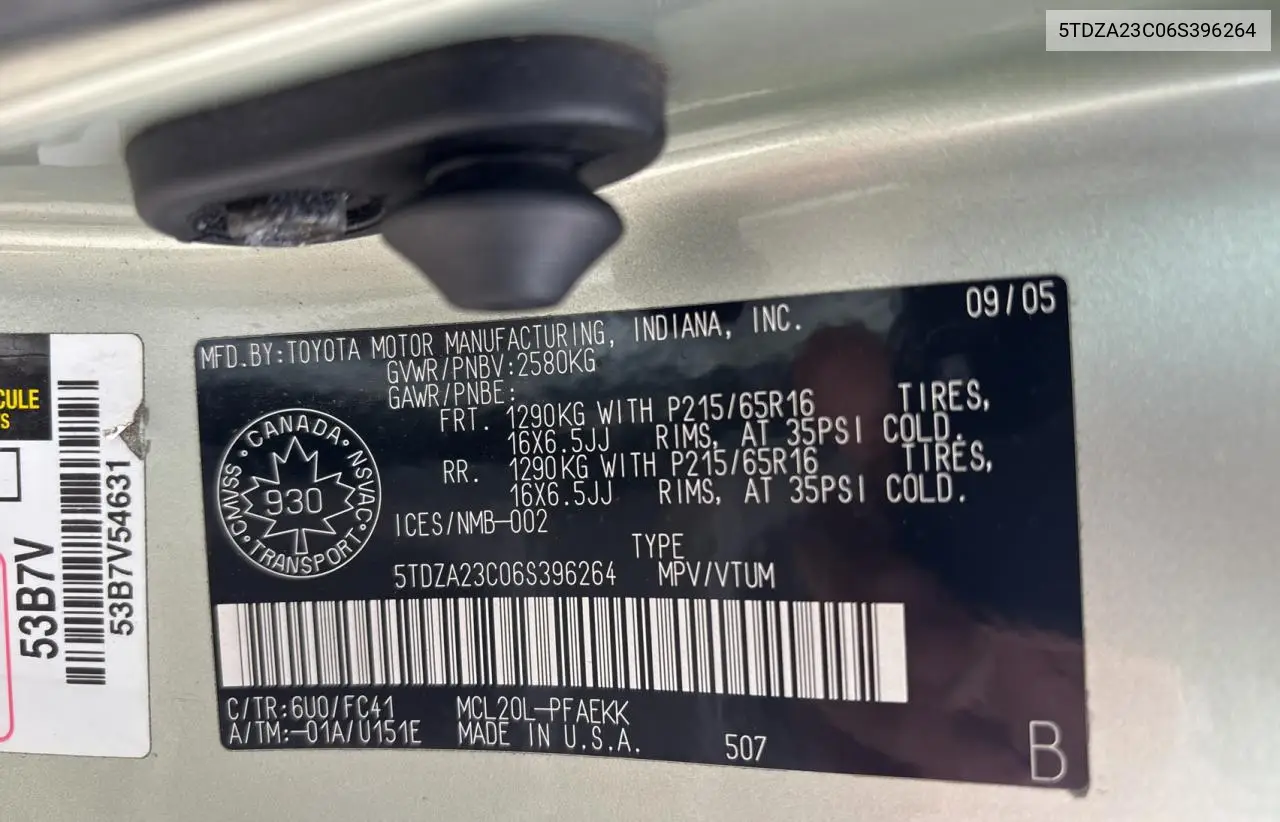 5TDZA23C06S396264
09/05
MFD.BY:TOYOTA MOTOR MANUFACTURING, INDIANA, INC.
GVWR/PNBV:2580KG
GAWR/PNBE:
FRT. 1290KG WITH P215/65R16 TIRES,
16X6.5JJ RIMS, AT 35PSI COLD.
RR. 1290KG WITH P215/65R16 TIRES,
16X6.5JJ RIMS, AT 35PSI COLD.
CANADA · NSVAC · TRANSPORT · CMVSS ·
930
ICES/NMB-002
TYPE
5TDZA23C06S396264 MPV/VTUM
C/TR:6U0/FC41 MCL20L-PFAEKK
A/TM:-01A/U151E MADE IN U.S.A.
507
B
53B7V
53B7V54631